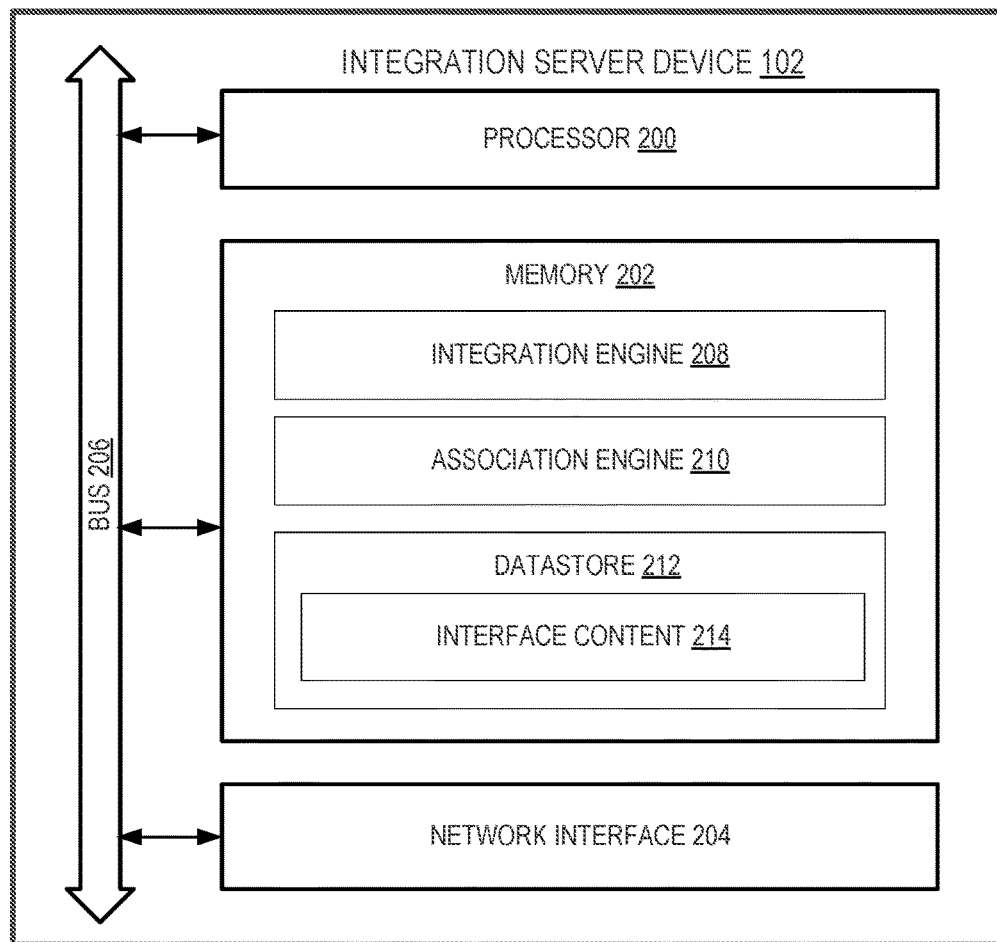 INTEGRATION SERVER DEVICE 102
PROCESSOR 200
MEMORY 202
INTEGRATION ENGINE 208
ASSOCIATION ENGINE 210
BUS 206
DATASTORE 212
INTERFACE CONTENT 214
NETWORK INTERFACE 204